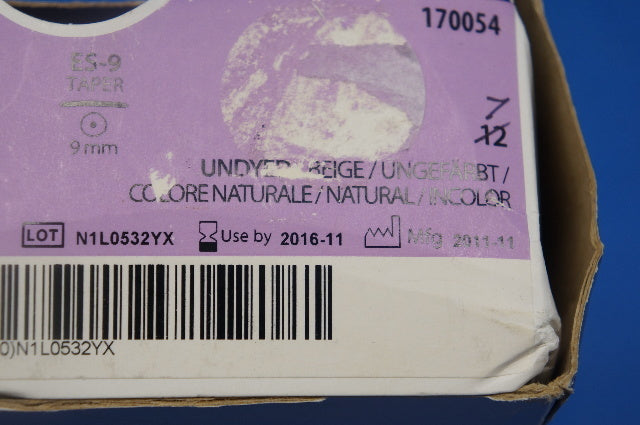 170054
ES-9
TAPER
9 mm
7
12
UNDYED / BEIGE / UNGEFÄRBT /
COLORE NATURALE / NATURAL / INCOLOR
LOT N1L0532YX Use by 2016-11 Mfg 2011-11
0)N1L0532YX